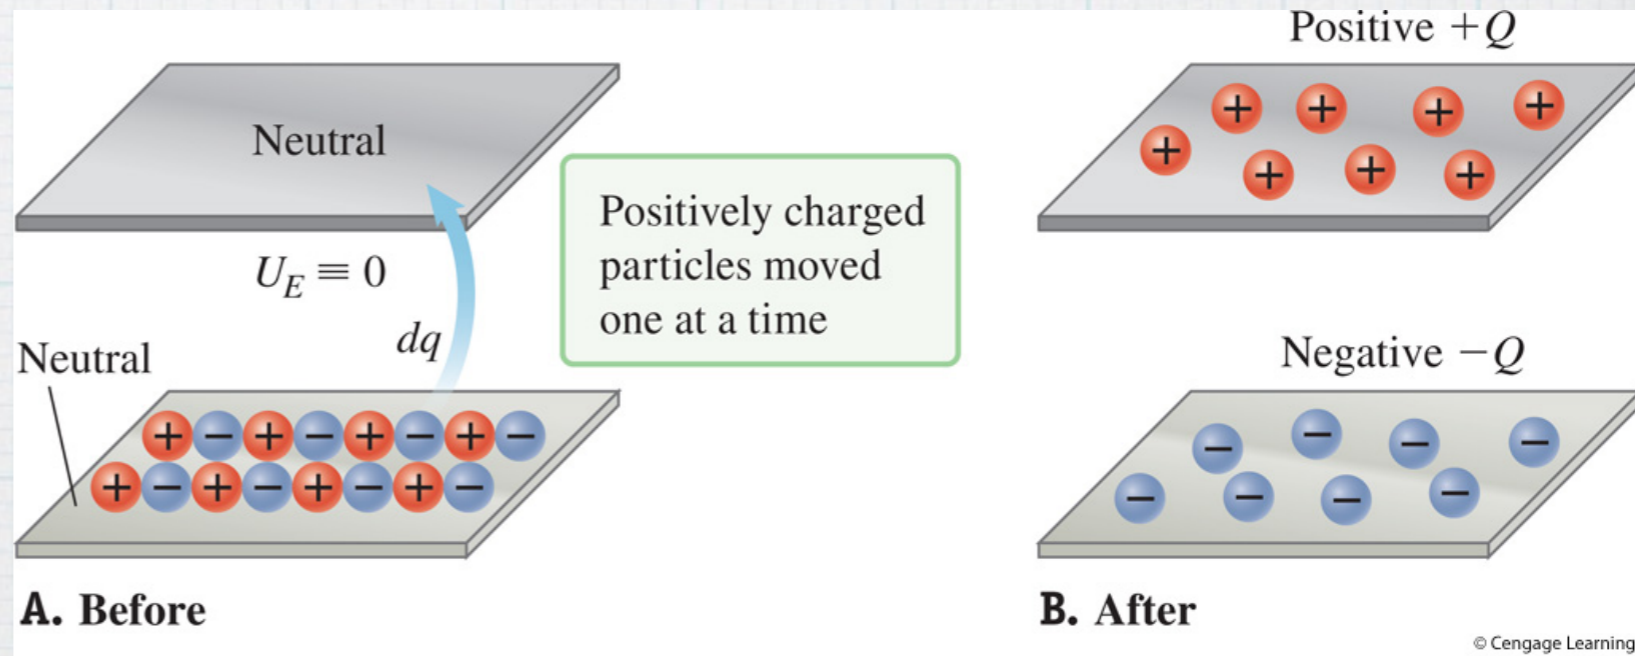 Neutral
U_E ≡ 0
dq
Neutral
+ − + − + − + −
+ − + − + − + −
A. Before
Positively charged
particles moved
one at a time
Positive +Q
+ + + +
+ + + +
Negative −Q
− − − −
− − − −
B. After
© Cengage Learning